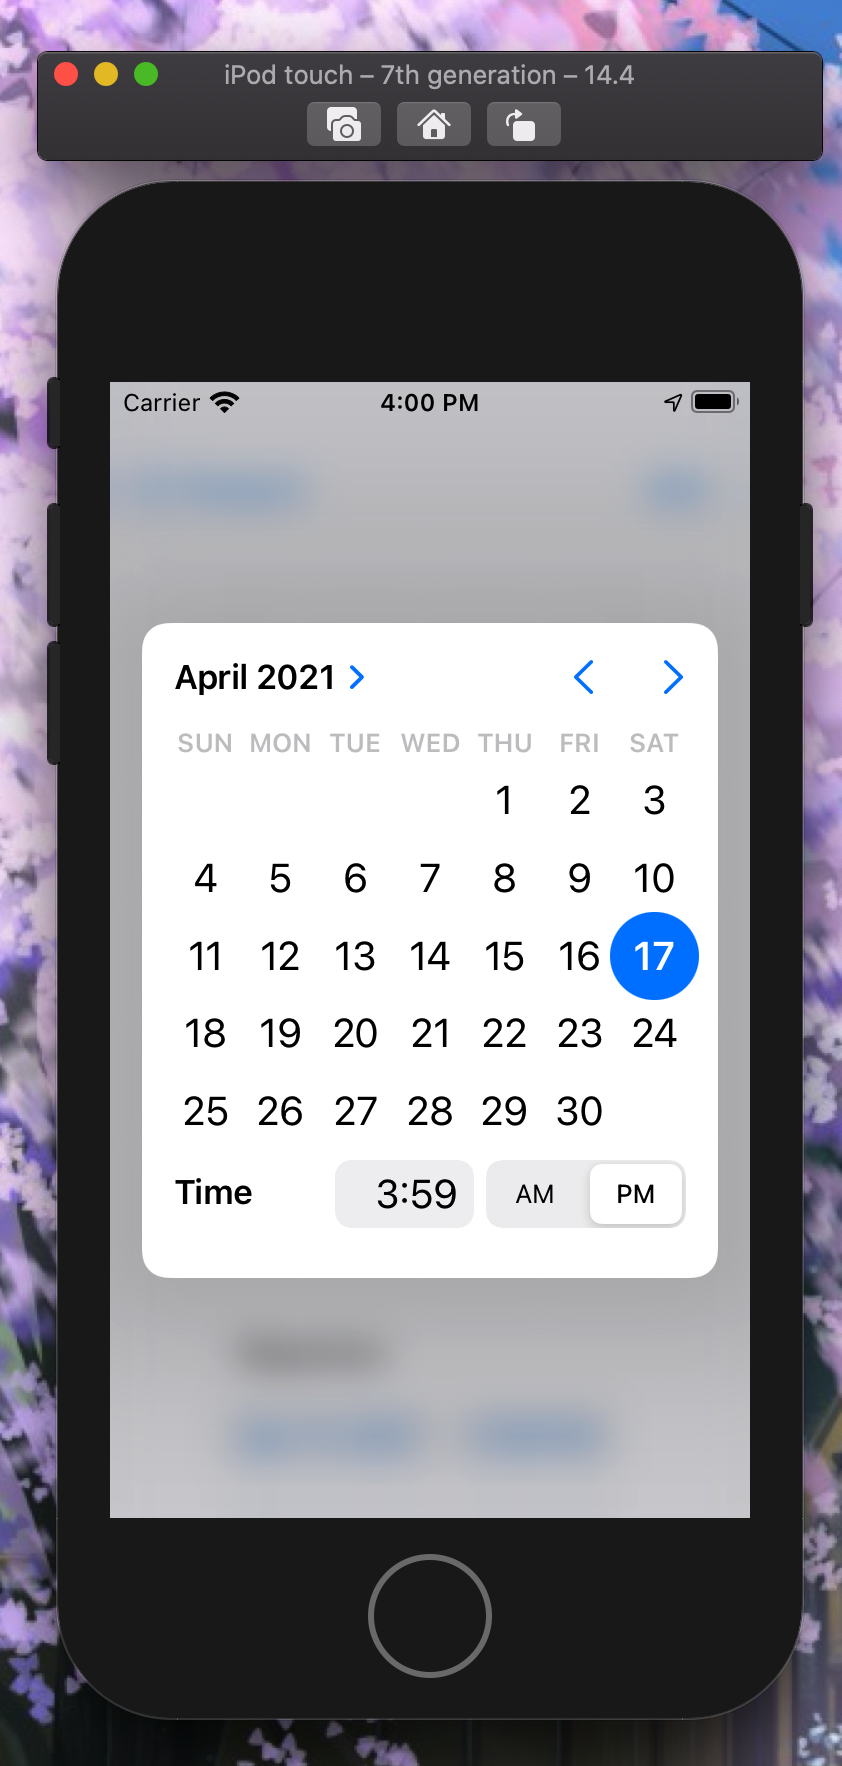 iPod touch – 7th generation – 14.4
Carrier 4:00 PM
April 2021
SUN MON TUE WED THU FRI SAT
1 2 3
4 5 6 7 8 9 10
11 12 13 14 15 16 17
18 19 20 21 22 23 24
25 26 27 28 29 30
Time 3:59 AM PM